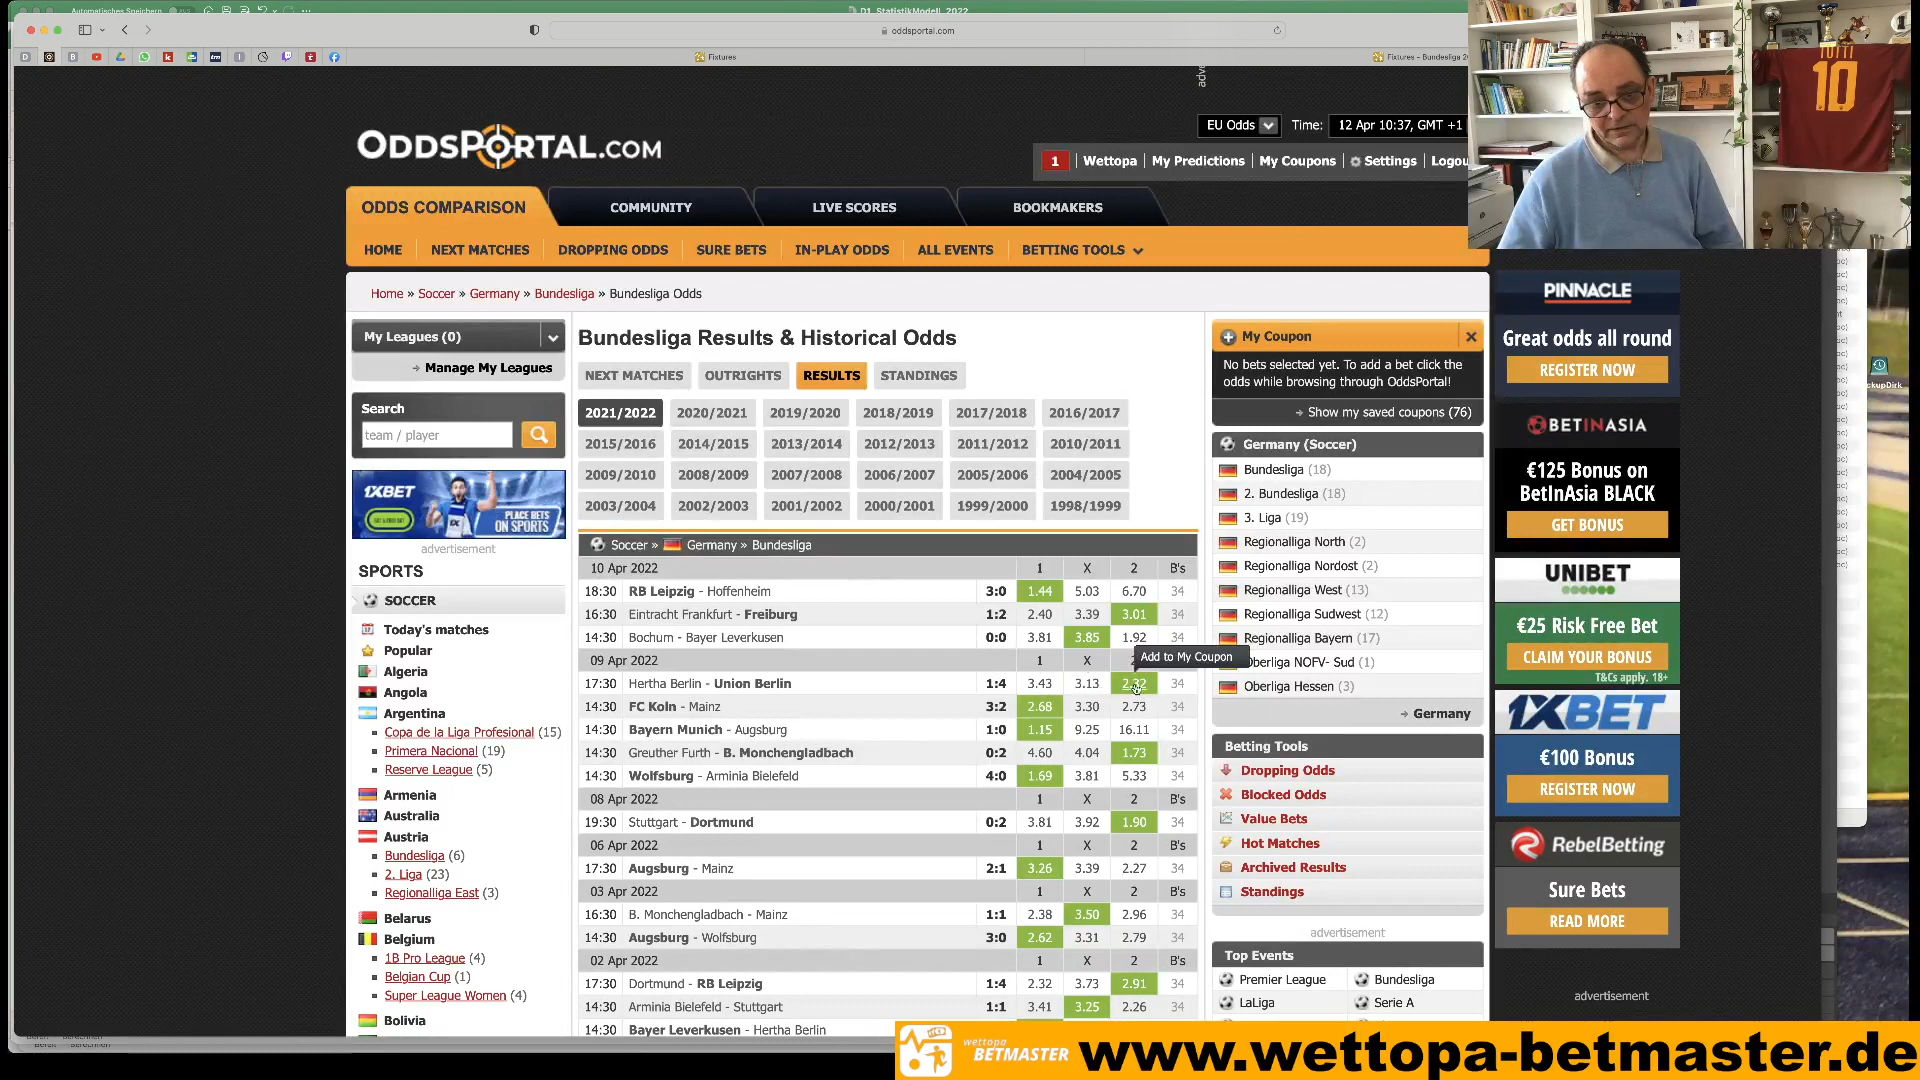 Automatisches Speichern
D1_StatistikModell_2022
oddsportal.com
Fixtures
Fixtures - Bundesliga
ODDSPORTAL.COM
EU Odds
Time:
12 Apr 10:37, GMT +1
1
Wettopa
My Predictions
My Coupons
Settings
ODDS COMPARISON
COMMUNITY
LIVE SCORES
BOOKMAKERS
HOME
NEXT MATCHES
DROPPING ODDS
SURE BETS
IN-PLAY ODDS
ALL EVENTS
BETTING TOOLS
Home » Soccer » Germany » Bundesliga » Bundesliga Odds
My Leagues (0)
Manage My Leagues
Search
team / player
1XBET
PLACE BETS
ON SPORTS
advertisement
SPORTS
SOCCER
Today's matches
Popular
Algeria
Angola
Argentina
Copa de la Liga Profesional (15)
Primera Nacional (19)
Reserve League (5)
Armenia
Australia
Austria
Bundesliga (6)
2. Liga (23)
Regionalliga East (3)
Belarus
Belgium
1B Pro League (4)
Belgian Cup (1)
Super League Women (4)
Bolivia
Bundesliga Results & Historical Odds
NEXT MATCHES
OUTRIGHTS
RESULTS
STANDINGS
2021/2022 2020/2021 2019/2020 2018/2019 2017/2018 2016/2017
2015/2016 2014/2015 2013/2014 2012/2013 2011/2012 2010/2011
2009/2010 2008/2009 2007/2008 2006/2007 2005/2006 2004/2005
2003/2004 2002/2003 2001/2002 2000/2001 1999/2000 1998/1999
Soccer » Germany » Bundesliga
10 Apr 2022 1 X 2 B's
18:30 RB Leipzig - Hoffenheim 3:0 1.44 5.03 6.70 34
16:30 Eintracht Frankfurt - Freiburg 1:2 2.40 3.39 3.01 34
14:30 Bochum - Bayer Leverkusen 0:0 3.81 3.85 1.92 34
09 Apr 2022 1 X B's
Add to My Coupon
17:30 Hertha Berlin - Union Berlin 1:4 3.43 3.13 34
14:30 FC Koln - Mainz 3:2 2.68 3.30 2.73 34
14:30 Bayern Munich - Augsburg 1:0 1.15 9.25 16.11 34
14:30 Greuther Furth - B. Monchengladbach 0:2 4.60 4.04 1.73 34
14:30 Wolfsburg - Arminia Bielefeld 4:0 1.69 3.81 5.33 34
08 Apr 2022 1 X 2 B's
19:30 Stuttgart - Dortmund 0:2 3.81 3.92 1.90 34
06 Apr 2022 1 X 2 B's
17:30 Augsburg - Mainz 2:1 3.26 3.39 2.27 34
03 Apr 2022 1 X 2 B's
16:30 B. Monchengladbach - Mainz 1:1 2.38 3.50 2.96 34
14:30 Augsburg - Wolfsburg 3:0 2.62 3.31 2.79 34
02 Apr 2022 1 X 2 B's
17:30 Dortmund - RB Leipzig 1:4 2.32 3.73 2.91 34
14:30 Arminia Bielefeld - Stuttgart 1:1 3.41 3.25 2.26 34
14:30 Bayer Leverkusen - Hertha Berlin
My Coupon
No bets selected yet. To add a bet click the
odds while browsing through OddsPortal!
Show my saved coupons (76)
Germany (Soccer)
Bundesliga (18)
2. Bundesliga (18)
3. Liga (19)
Regionalliga North (2)
Regionalliga Nordost (2)
Regionalliga West (13)
Regionalliga Sudwest (12)
Regionalliga Bayern (17)
Oberliga NOFV- Sud (1)
Oberliga Hessen (3)
Germany
Betting Tools
Dropping Odds
Blocked Odds
Value Bets
Hot Matches
Archived Results
Standings
advertisement
Top Events
Premier League
Bundesliga
LaLiga
Serie A
PINNACLE
Great odds all round
REGISTER NOW
BETINASIA
€125 Bonus on
BetInAsia BLACK
GET BONUS
UNIBET
€25 Risk Free Bet
CLAIM YOUR BONUS
T&Cs apply. 18+
1XBET
€100 Bonus
REGISTER NOW
RebelBetting
Sure Bets
READ MORE
advertisement
TOTTI
10
wettopa
BETMASTER
www.wettopa-betmaster.de